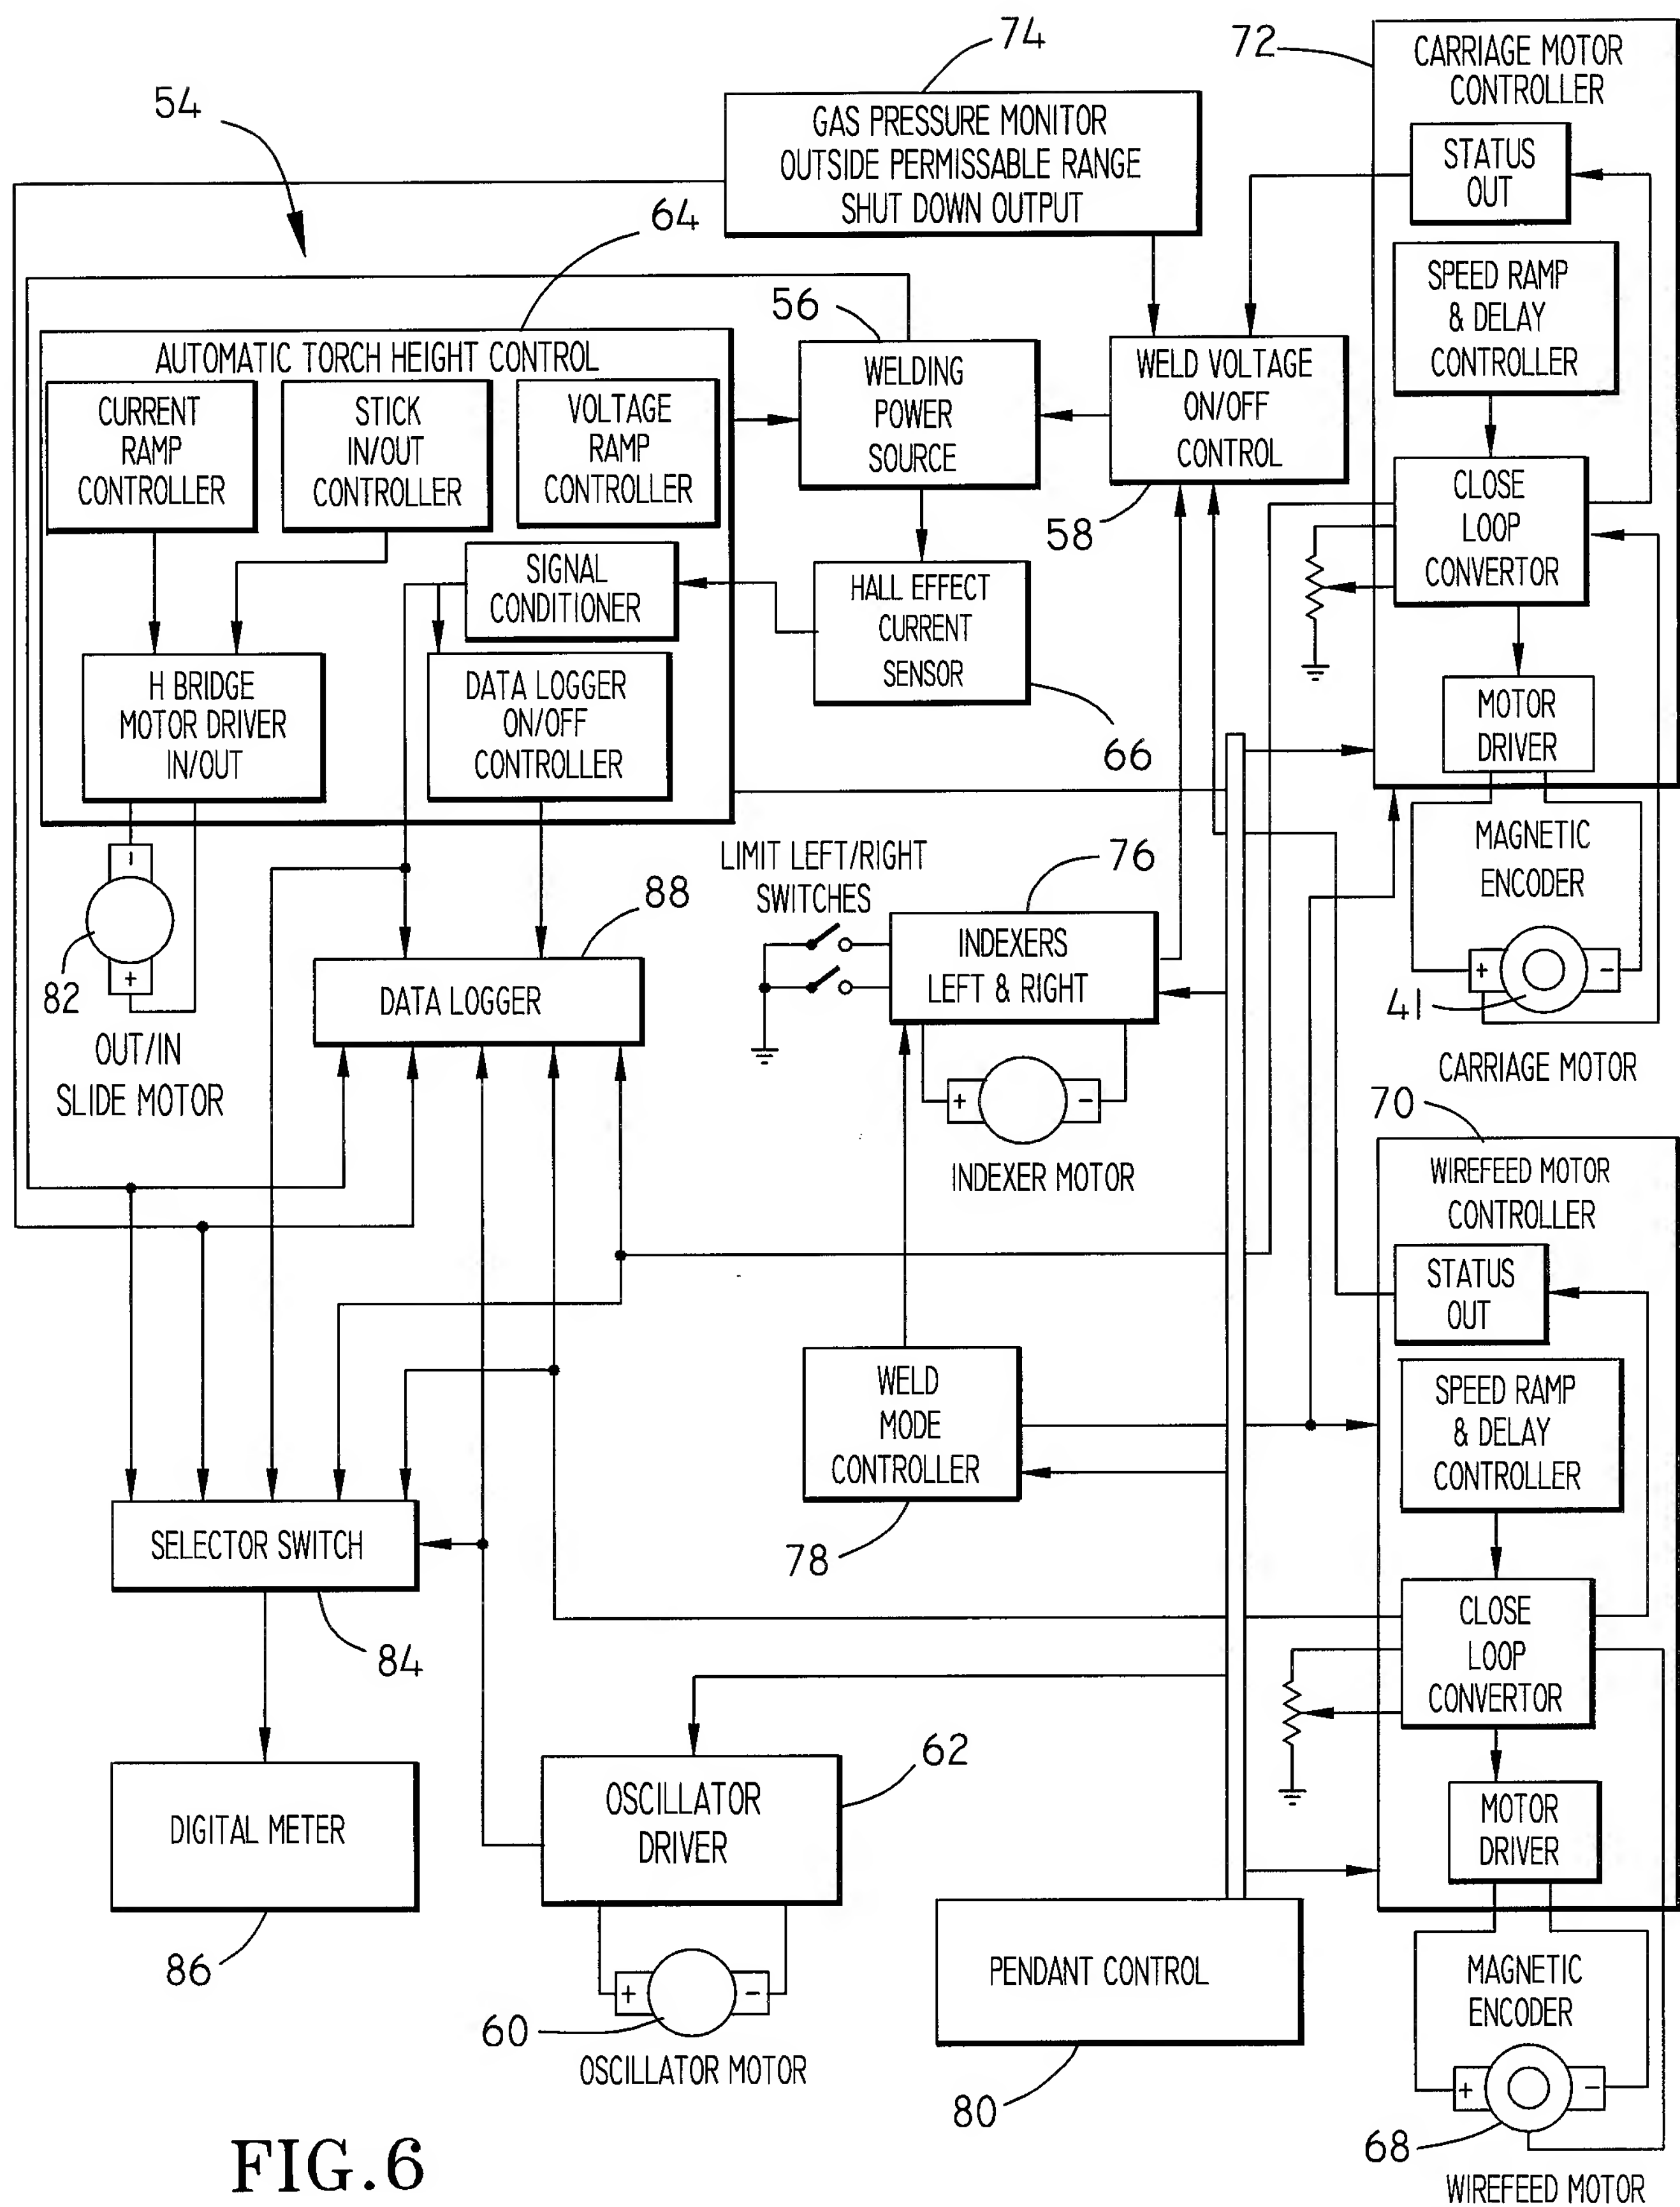 74
72
CARRIAGE MOTOR
CONTROLLER
54
GAS PRESSURE MONITOR
OUTSIDE PERMISSABLE RANGE
SHUT DOWN OUTPUT
STATUS
OUT
64
SPEED RAMP
& DELAY
CONTROLLER
56
AUTOMATIC TORCH HEIGHT CONTROL
WELDING
POWER
SOURCE
WELD VOLTAGE
ON/OFF
CONTROL
CURRENT
RAMP
CONTROLLER
STICK
IN/OUT
CONTROLLER
VOLTAGE
RAMP
CONTROLLER
58
CLOSE
LOOP
CONVERTOR
SIGNAL
CONDITIONER
HALL EFFECT
CURRENT
SENSOR
H BRIDGE
MOTOR DRIVER
IN/OUT
DATA LOGGER
ON/OFF
CONTROLLER
66
MOTOR
DRIVER
MAGNETIC
ENCODER
LIMIT LEFT/RIGHT
SWITCHES
76
-
+
82
OUT/IN
SLIDE MOTOR
88
DATA LOGGER
INDEXERS
LEFT & RIGHT
+
-
41
CARRIAGE MOTOR
+
-
INDEXER MOTOR
70
WIREFEED MOTOR
CONTROLLER
STATUS
OUT
SPEED RAMP
& DELAY
CONTROLLER
WELD
MODE
CONTROLLER
78
SELECTOR SWITCH
84
CLOSE
LOOP
CONVERTOR
62
OSCILLATOR
DRIVER
DIGITAL METER
86
MOTOR
DRIVER
PENDANT CONTROL
80
+
-
60
OSCILLATOR MOTOR
MAGNETIC
ENCODER
+
-
68
WIREFEED MOTOR
FIG.6